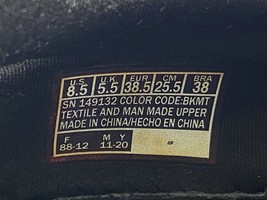 U.S. U.K EUR CM BRA
8.5 5.5 38.5 25.5 38
SN 149132 COLOR CODE:BKMT
TEXTILE AND MAN MADE UPPER
MADE IN CHINA/HECHO EN CHINA
F M Y
88-12 11-20